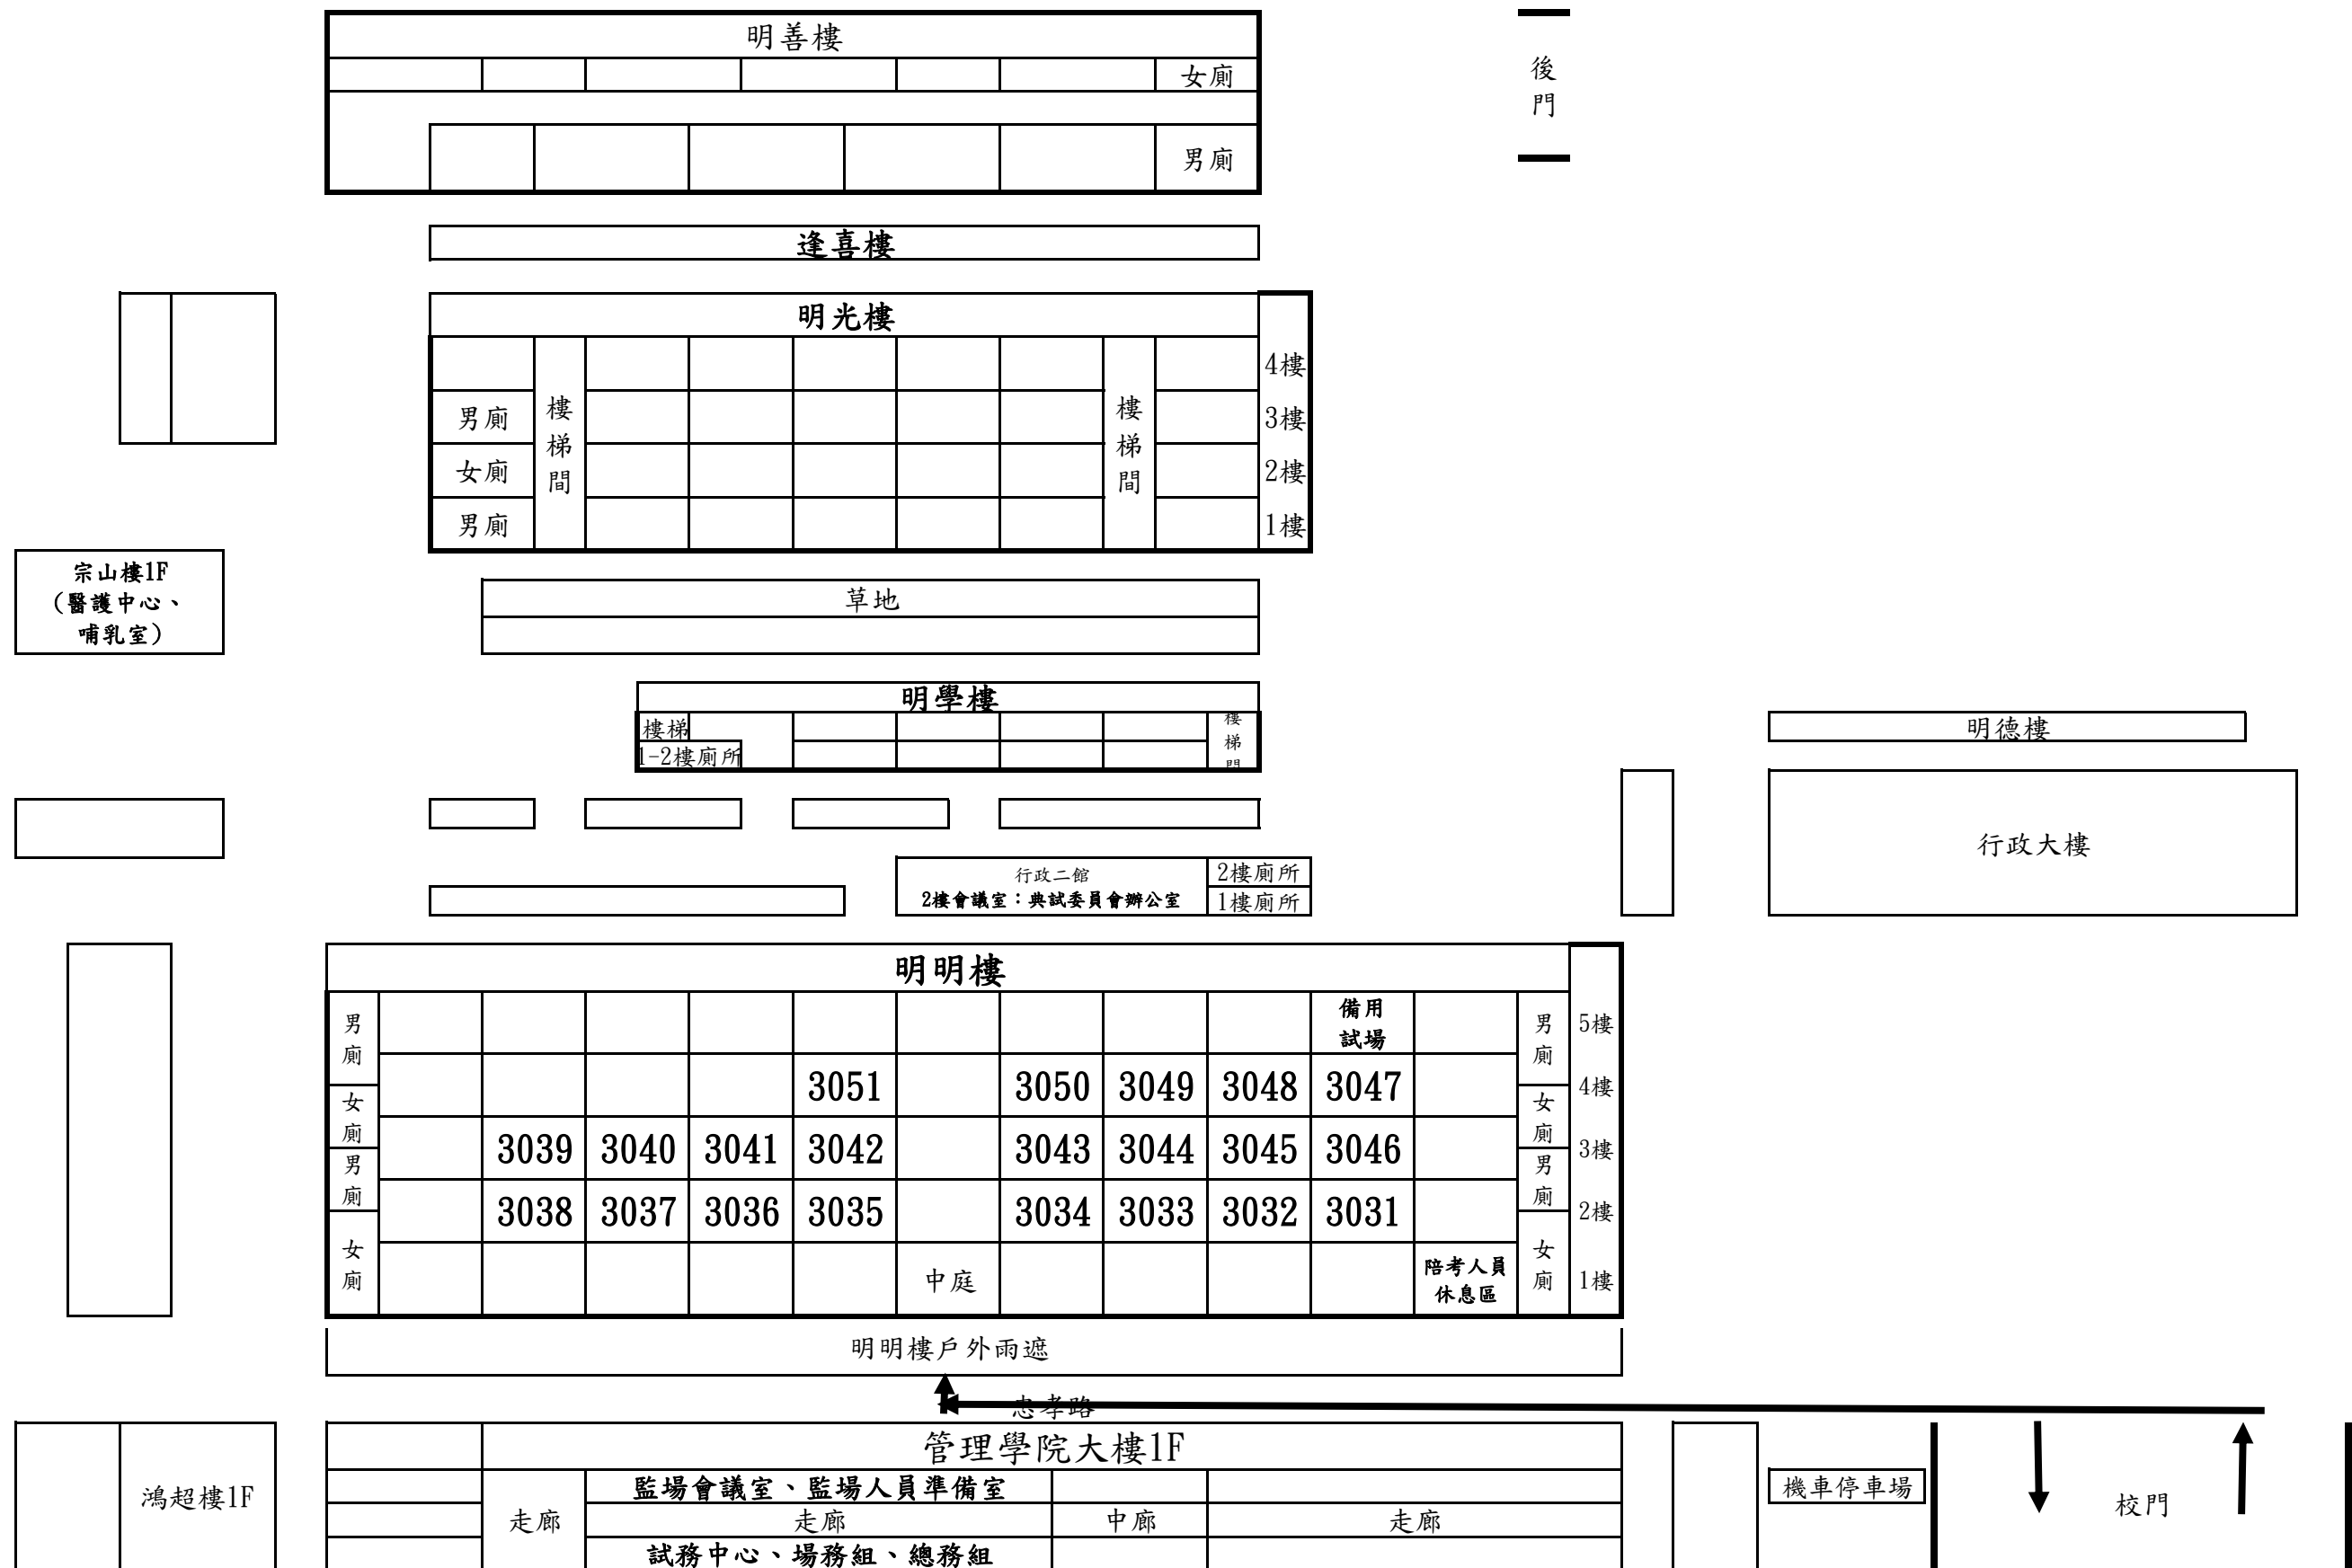 明善樓
女廁
男廁
後
門
逢喜樓
明光樓
4樓
男廁
3樓
女廁
2樓
男廁
1樓
樓
梯
間
樓
梯
間
宗山樓1F
(醫護中心、
哺乳室)
草地
明學樓
樓梯
1-2樓廁所
樓
梯
間
明德樓
行政大樓
行政二館
2樓會議室：典試委員會辦公室
2樓廁所
1樓廁所
明明樓
男
廁
女
廁
男
廁
女
廁
備用
試場
3051 3050 3049 3048 3047
3039 3040 3041 3042 3043 3044 3045 3046
3038 3037 3036 3035 3034 3033 3032 3031
中庭
陪考人員
休息區
男
廁
女
廁
男
廁
女
廁
5樓
4樓
3樓
2樓
1樓
明明樓戶外雨遮
忠孝路
鴻超樓1F
管理學院大樓1F
監場會議室、監場人員準備室
走廊 走廊 中廊 走廊
試務中心、場務組、總務組
機車停車場
校門